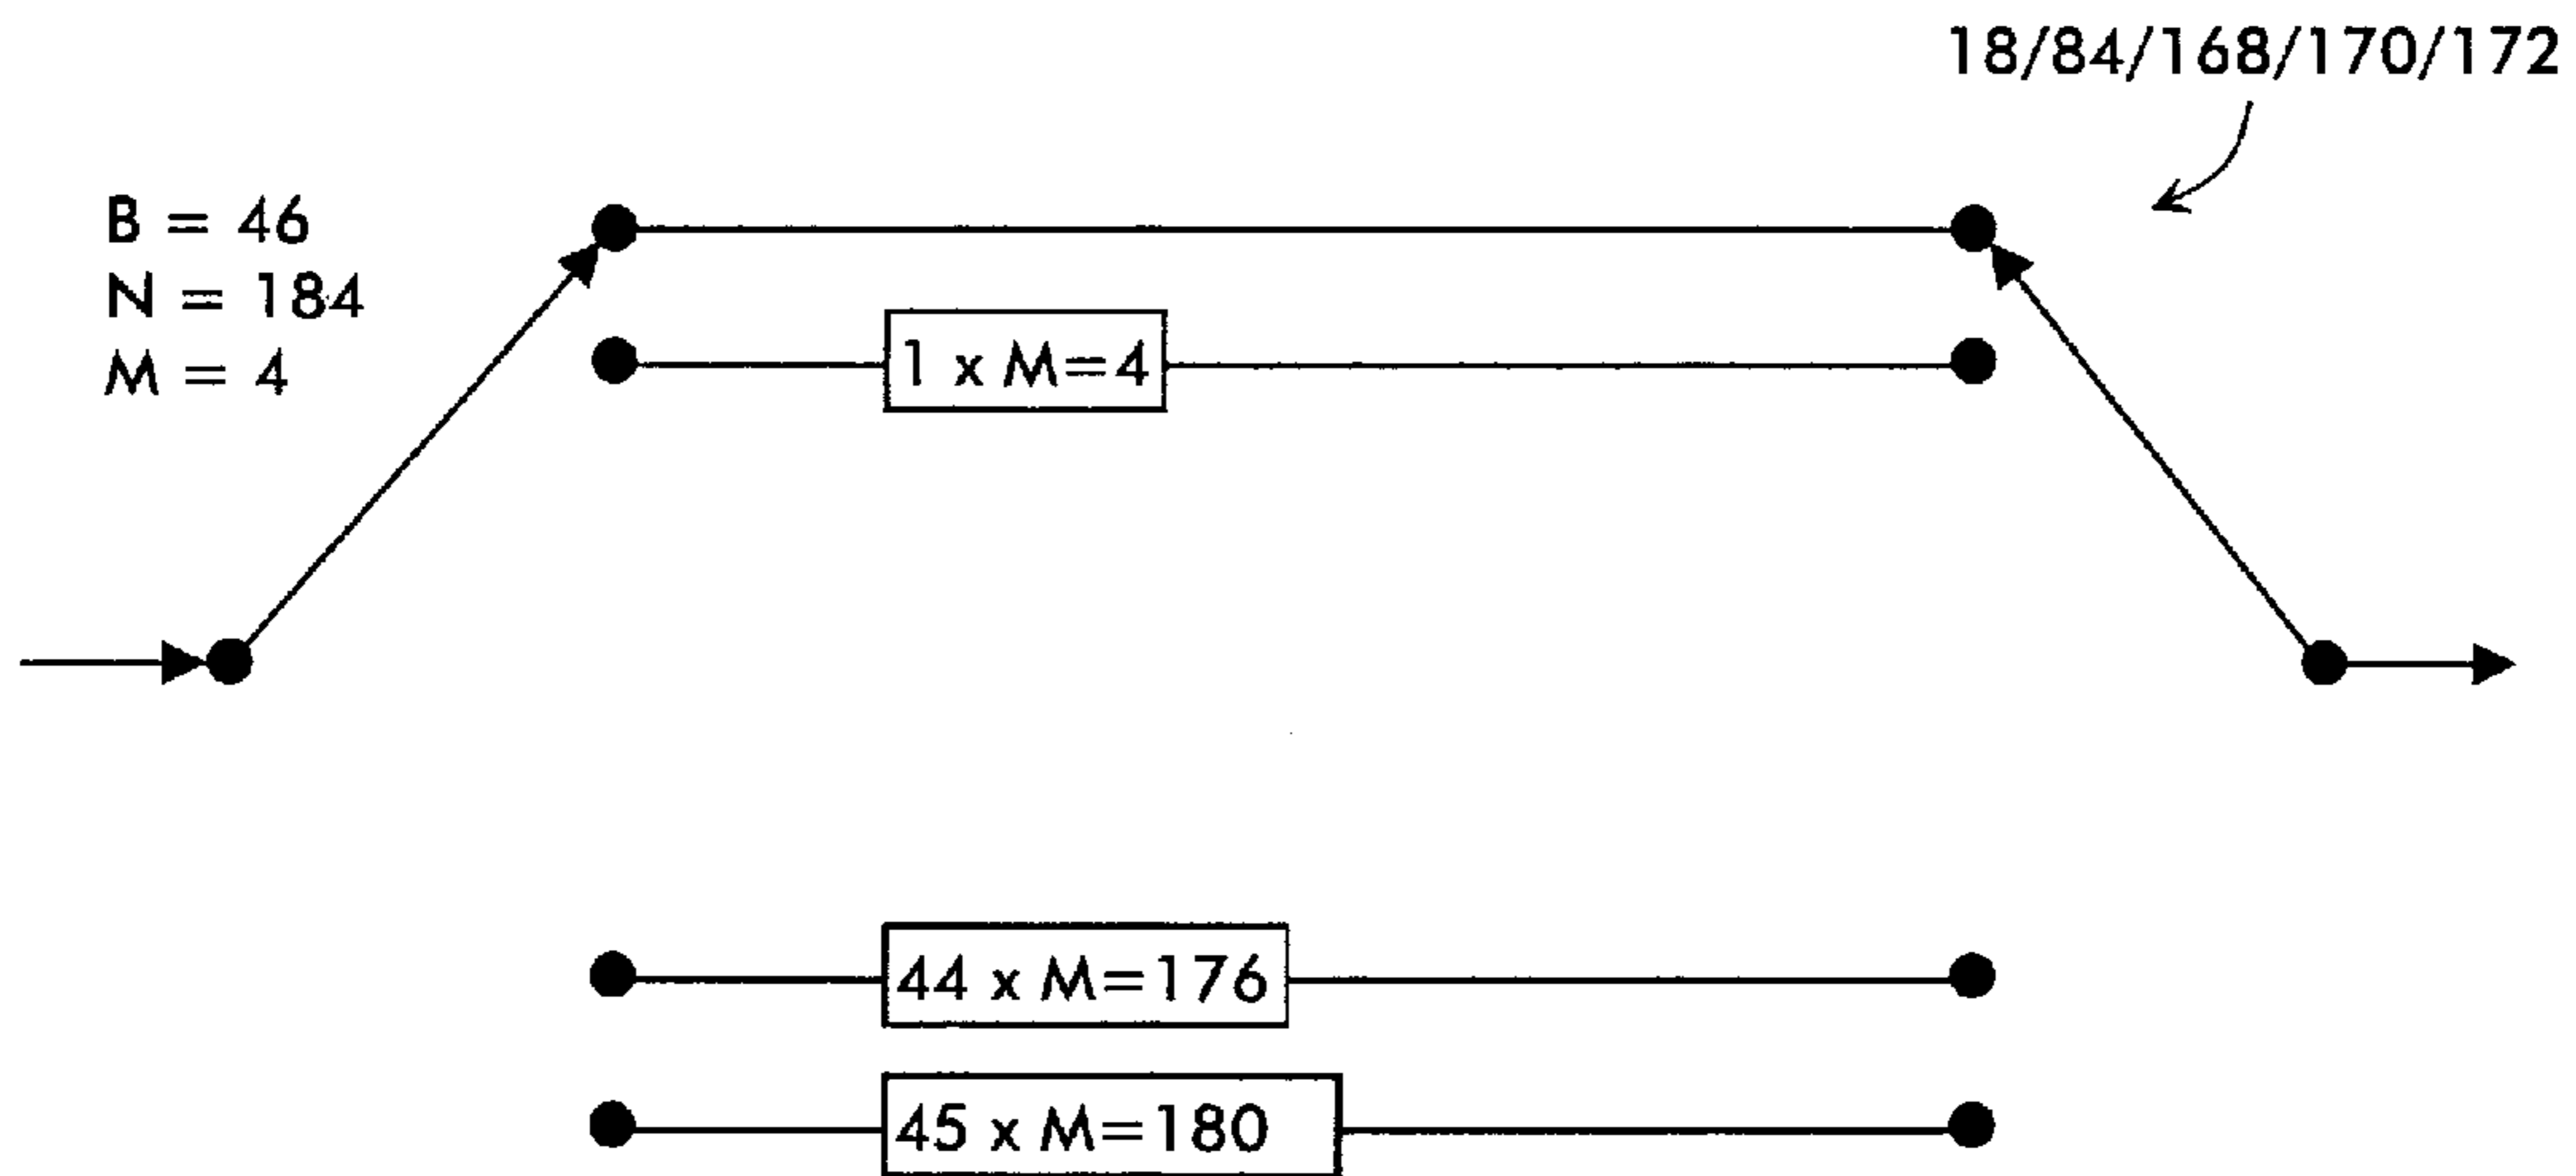 18/84/168/170/172
B = 46
N = 184
M = 4
1 x M=4
44 x M=176
45 x M=180